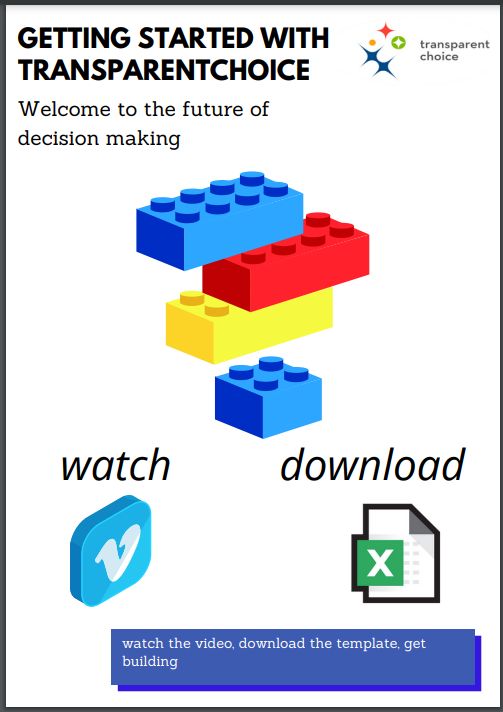 GETTING STARTED WITH
TRANSPARENTCHOICE
transparent
choice
Welcome to the future of
decision making
watch
download
X
watch the video, download the template, get
building